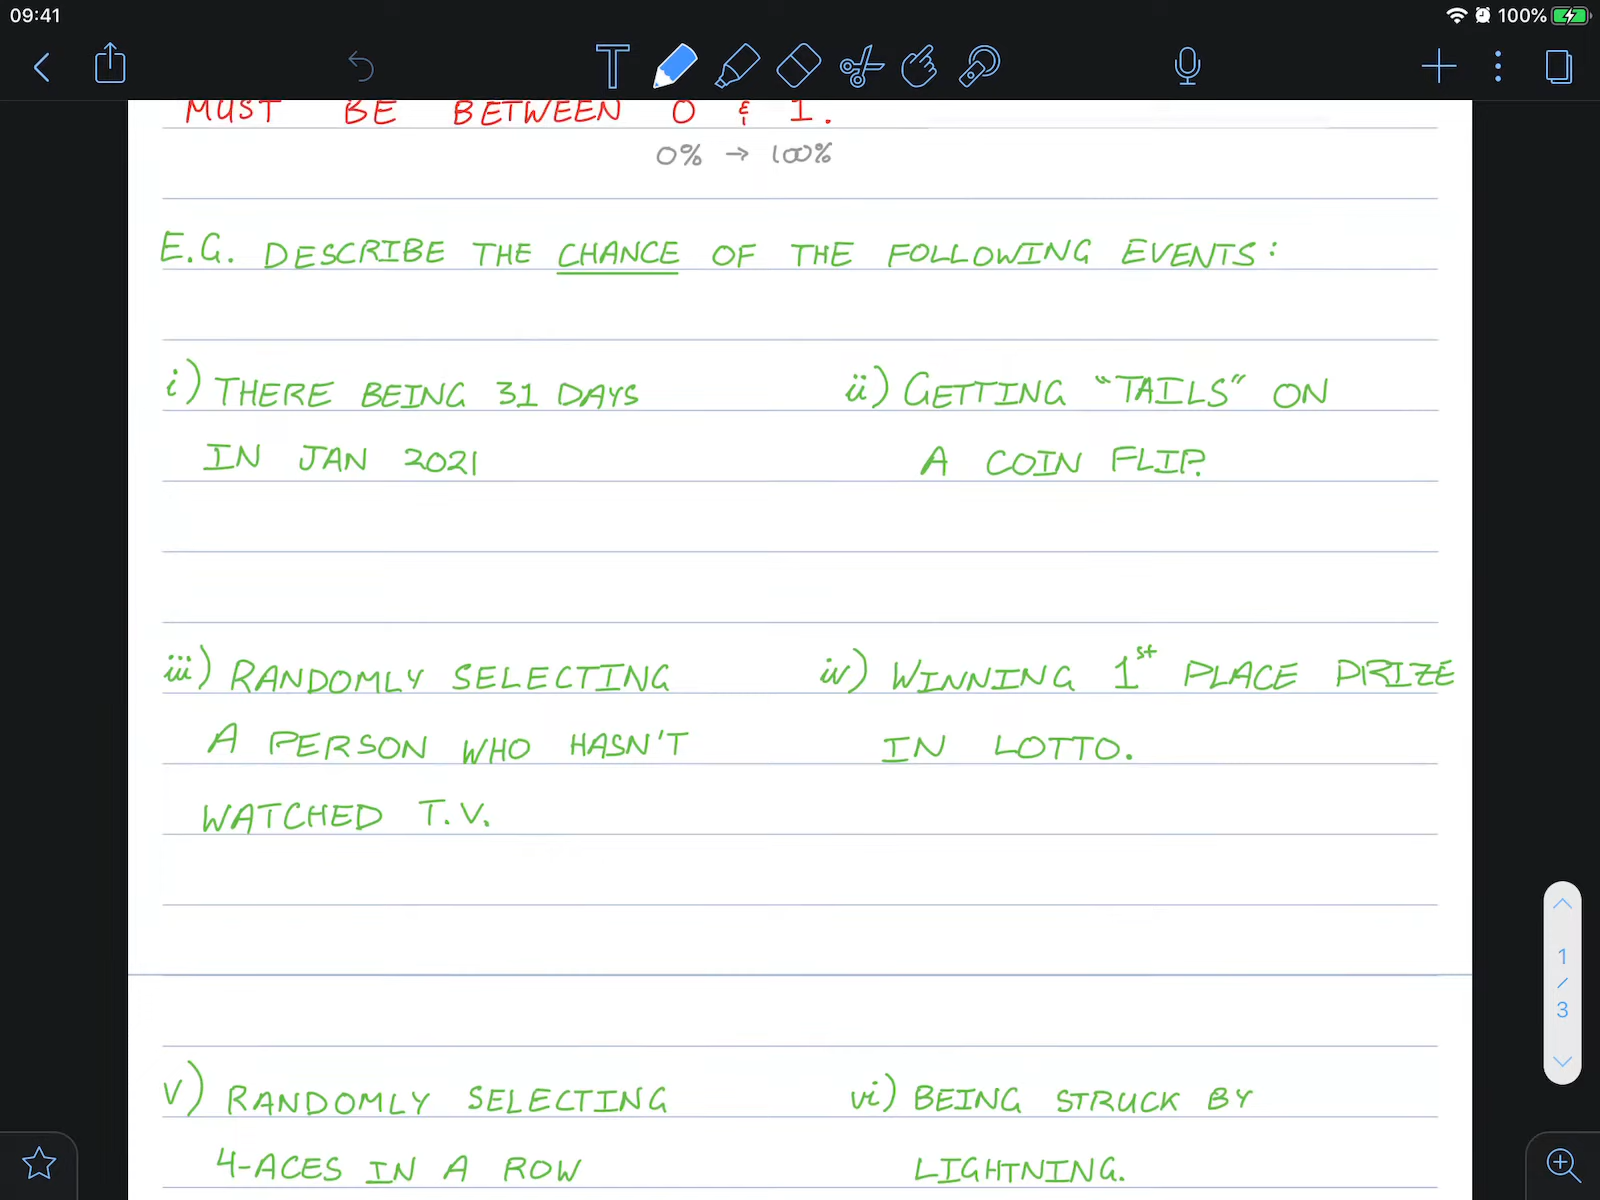 09:41
100%
MUST BE BETWEEN 0 & 1.
0% → 100%
E.G. DESCRIBE THE CHANCE OF THE FOLLOWING EVENTS:
i) THERE BEING 31 DAYS
IN JAN 2021
ii) GETTING "TAILS" ON
A COIN FLIP.
iii) RANDOMLY SELECTING
A PERSON WHO HASN'T
WATCHED T.V.
iv) WINNING 1st PLACE PRIZE
IN LOTTO.
1
/
3
v) RANDOMLY SELECTING
4-ACES IN A ROW
vi) BEING STRUCK BY
LIGHTNING.